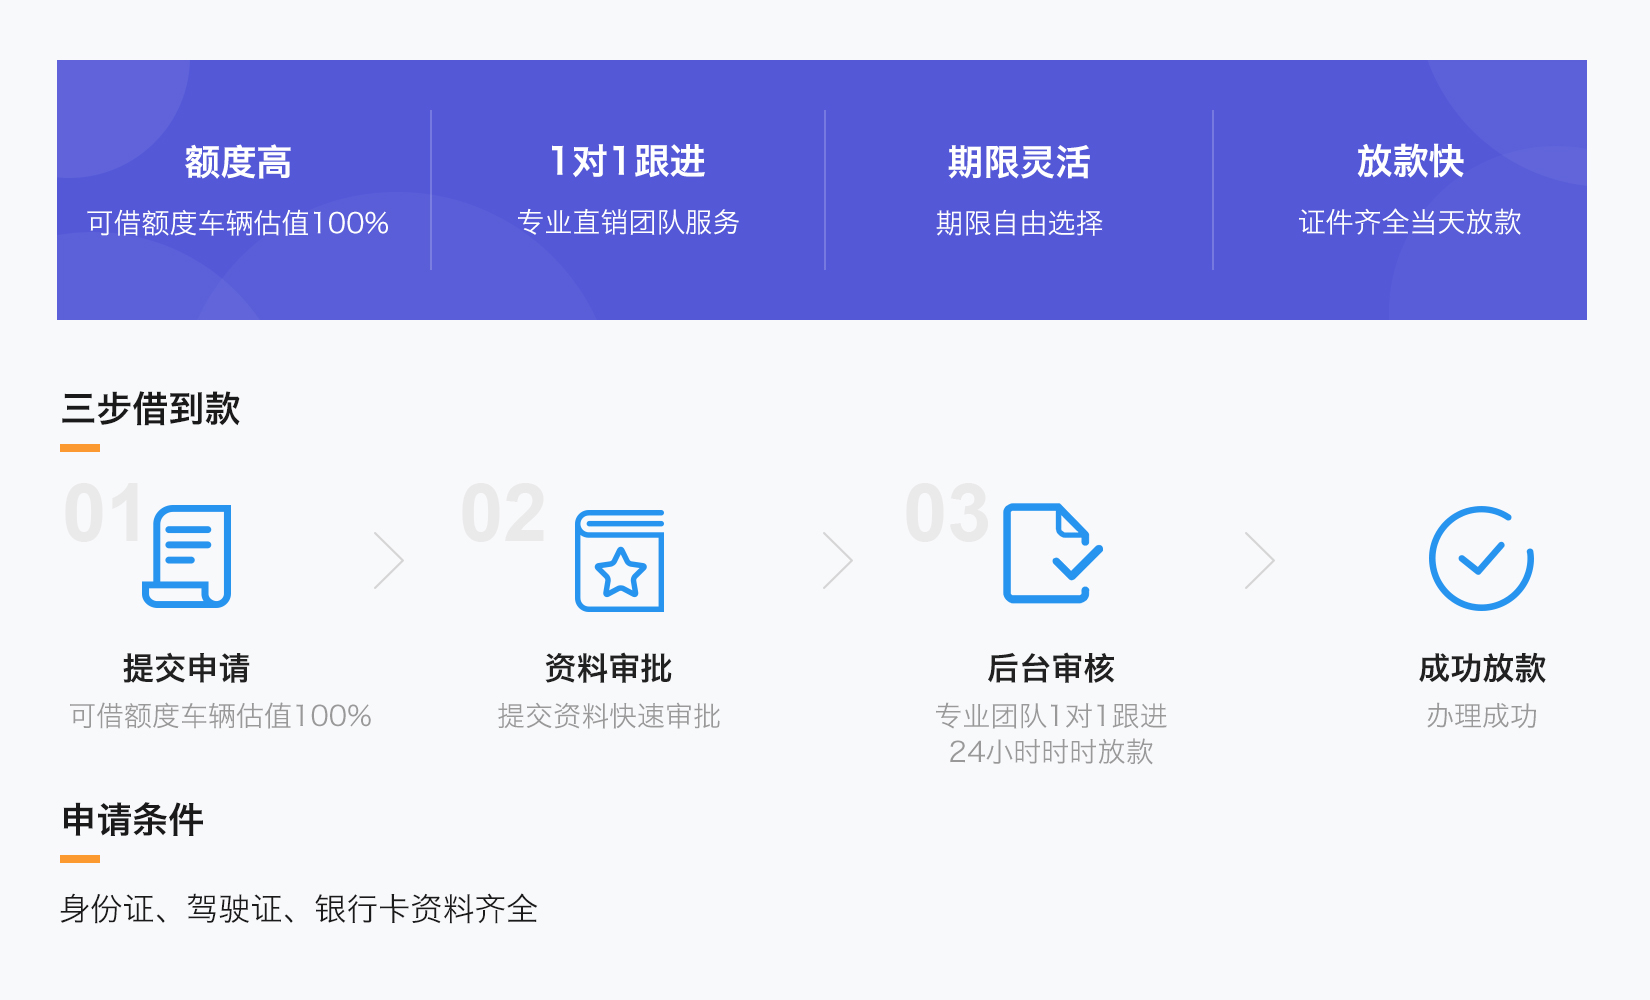 额度高
可借额度车辆估值100%
1对1跟进
专业直销团队服务
期限灵活
期限自由选择
放款快
证件齐全当天放款
三步借到款
01
提交申请
可借额度车辆估值100%
02
资料审批
提交资料快速审批
03
后台审核
专业团队1对1跟进
24小时时时放款
成功放款
办理成功
申请条件
身份证、驾驶证、银行卡资料齐全